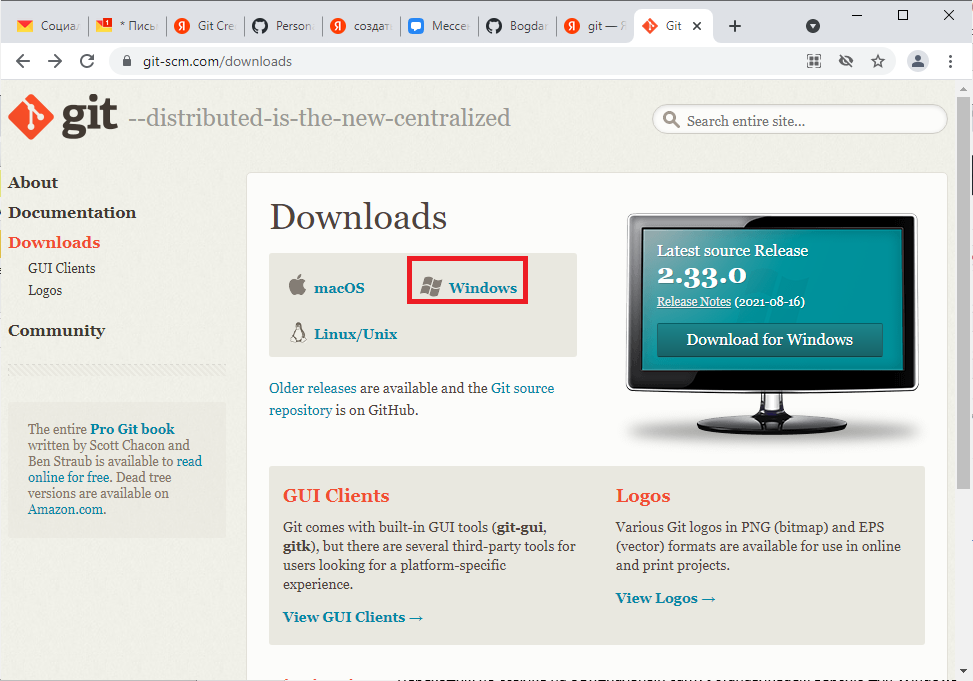 Социал
* Пись
Git Cre
Person
создать
Мессен
Bogdan
git — Я
Git
git-scm.com/downloads
git --distributed-is-the-new-centralized
Search entire site...
About
Documentation
Downloads
GUI Clients
Logos
Community
The entire Pro Git book
written by Scott Chacon and
Ben Straub is available to read
online for free. Dead tree
versions are available on
Amazon.com.
Downloads
macOS
Windows
Linux/Unix
Older releases are available and the Git source
repository is on GitHub.
Latest source Release
2.33.0
Release Notes (2021-08-16)
Download for Windows
GUI Clients
Git comes with built-in GUI tools (git-gui,
gitk), but there are several third-party tools for
users looking for a platform-specific
experience.
View GUI Clients →
Logos
Various Git logos in PNG (bitmap) and EPS
(vector) formats are available for use in online
and print projects.
View Logos →